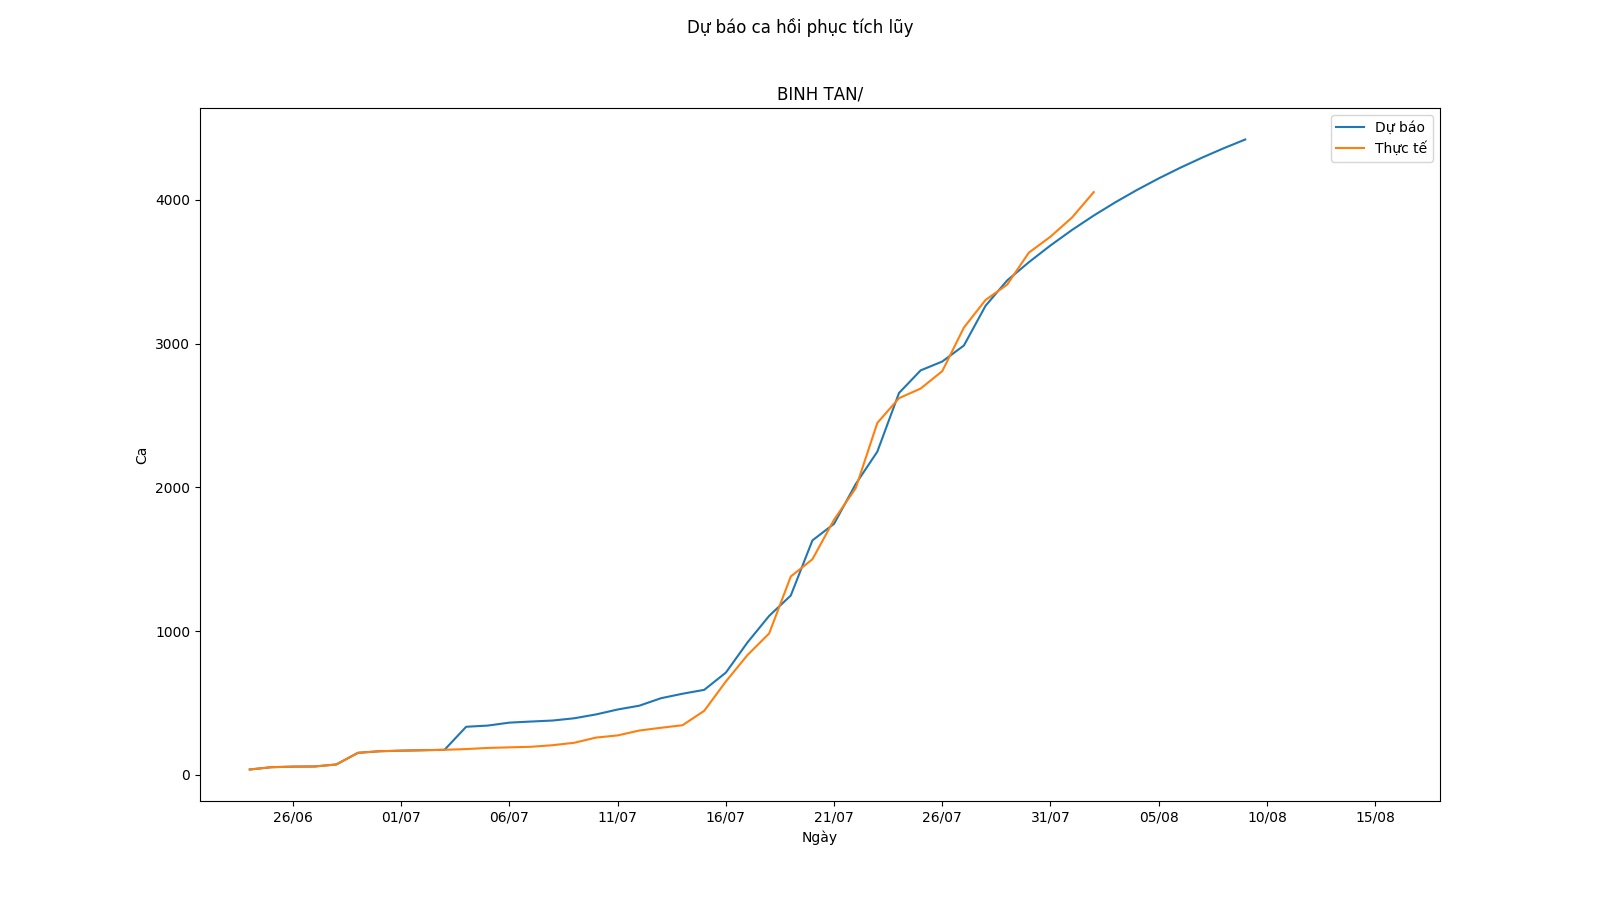 Dự báo ca hồi phục tích lũy
BINH TAN/
Dự báo
Thực tế
4000
3000
2000
1000
0
Ca
26/06 01/07 06/07 11/07 16/07 21/07 26/07 31/07 05/08 10/08 15/08
Ngày